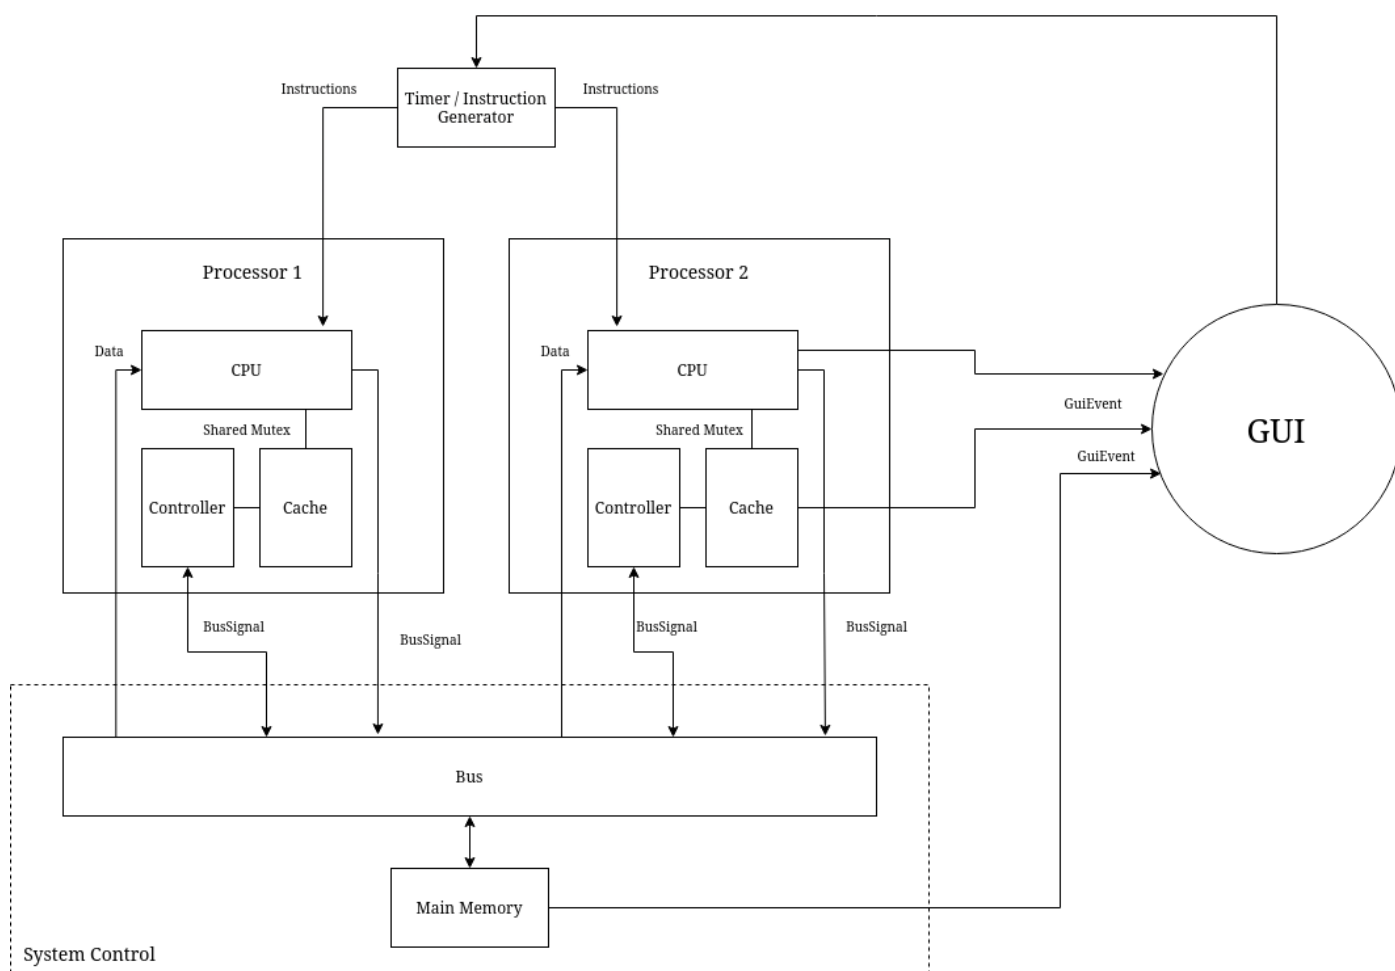 Instructions
Instructions
Timer / Instruction
Generator
Processor 1
Processor 2
Data
CPU
Data
CPU
GuiEvent
Shared Mutex
Shared Mutex
GUI
GuiEvent
Controller
Cache
Controller
Cache
BusSignal
BusSignal
BusSignal
BusSignal
Bus
Main Memory
System Control